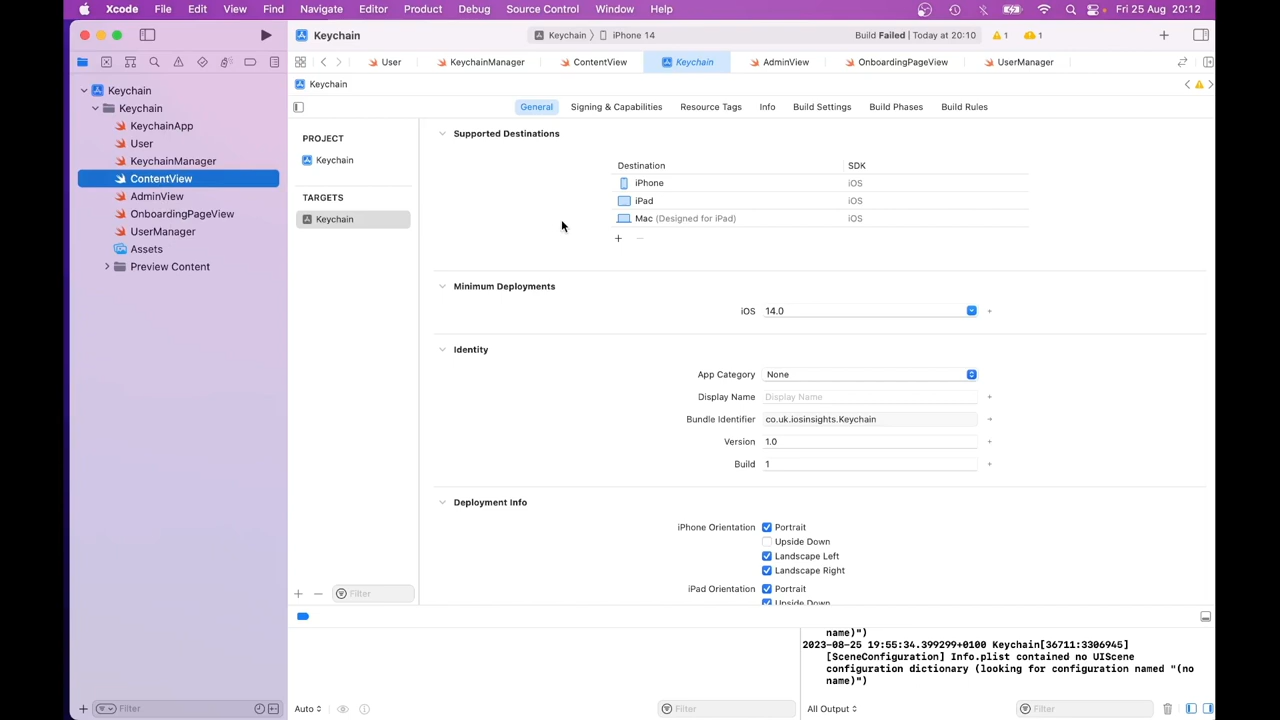 Xcode File Edit View Find Navigate Editor Product Debug Source Control Window Help Fri 25 Aug 20:12
Keychain Keychain 〉 iPhone 14 Build Failed | Today at 20:10 1 1
User KeychainManager ContentView Keychain AdminView OnboardingPageView UserManager
Keychain
General Signing & Capabilities Resource Tags Info Build Settings Build Phases Build Rules
Keychain
Keychain
KeychainApp
User
KeychainManager
ContentView
AdminView
OnboardingPageView
UserManager
Assets
Preview Content
PROJECT
Keychain
TARGETS
Keychain
Supported Destinations
Destination SDK
iPhone iOS
iPad iOS
Mac (Designed for iPad) iOS
Minimum Deployments
iOS 14.0
Identity
App Category None
Display Name Display Name
Bundle Identifier co.uk.iosinsights.Keychain
Version 1.0
Build 1
Deployment Info
iPhone Orientation Portrait
Upside Down
Landscape Left
Landscape Right
iPad Orientation Portrait
Upside Down
Filter
name)")
2023-08-25 19:55:34.399299+0100 Keychain[36711:3306945]
[SceneConfiguration] Info.plist contained no UIScene
configuration dictionary (looking for configuration named "(no
name)")
Filter Auto Filter All Output Filter